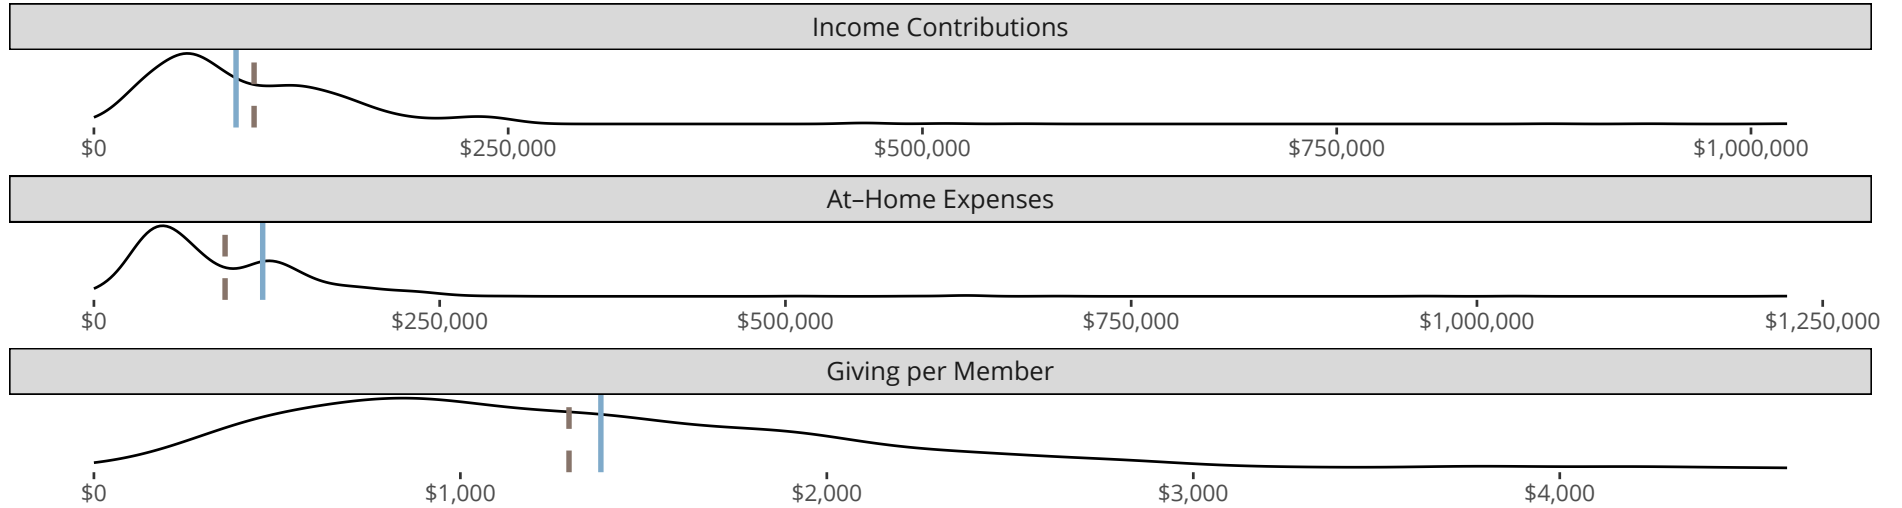 Income Contributions
$0 $250,000 $500,000 $750,000 $1,000,000
At–Home Expenses
$0 $250,000 $500,000 $750,000 $1,000,000 $1,250,000
Giving per Member
$0 $1,000 $2,000 $3,000 $4,000